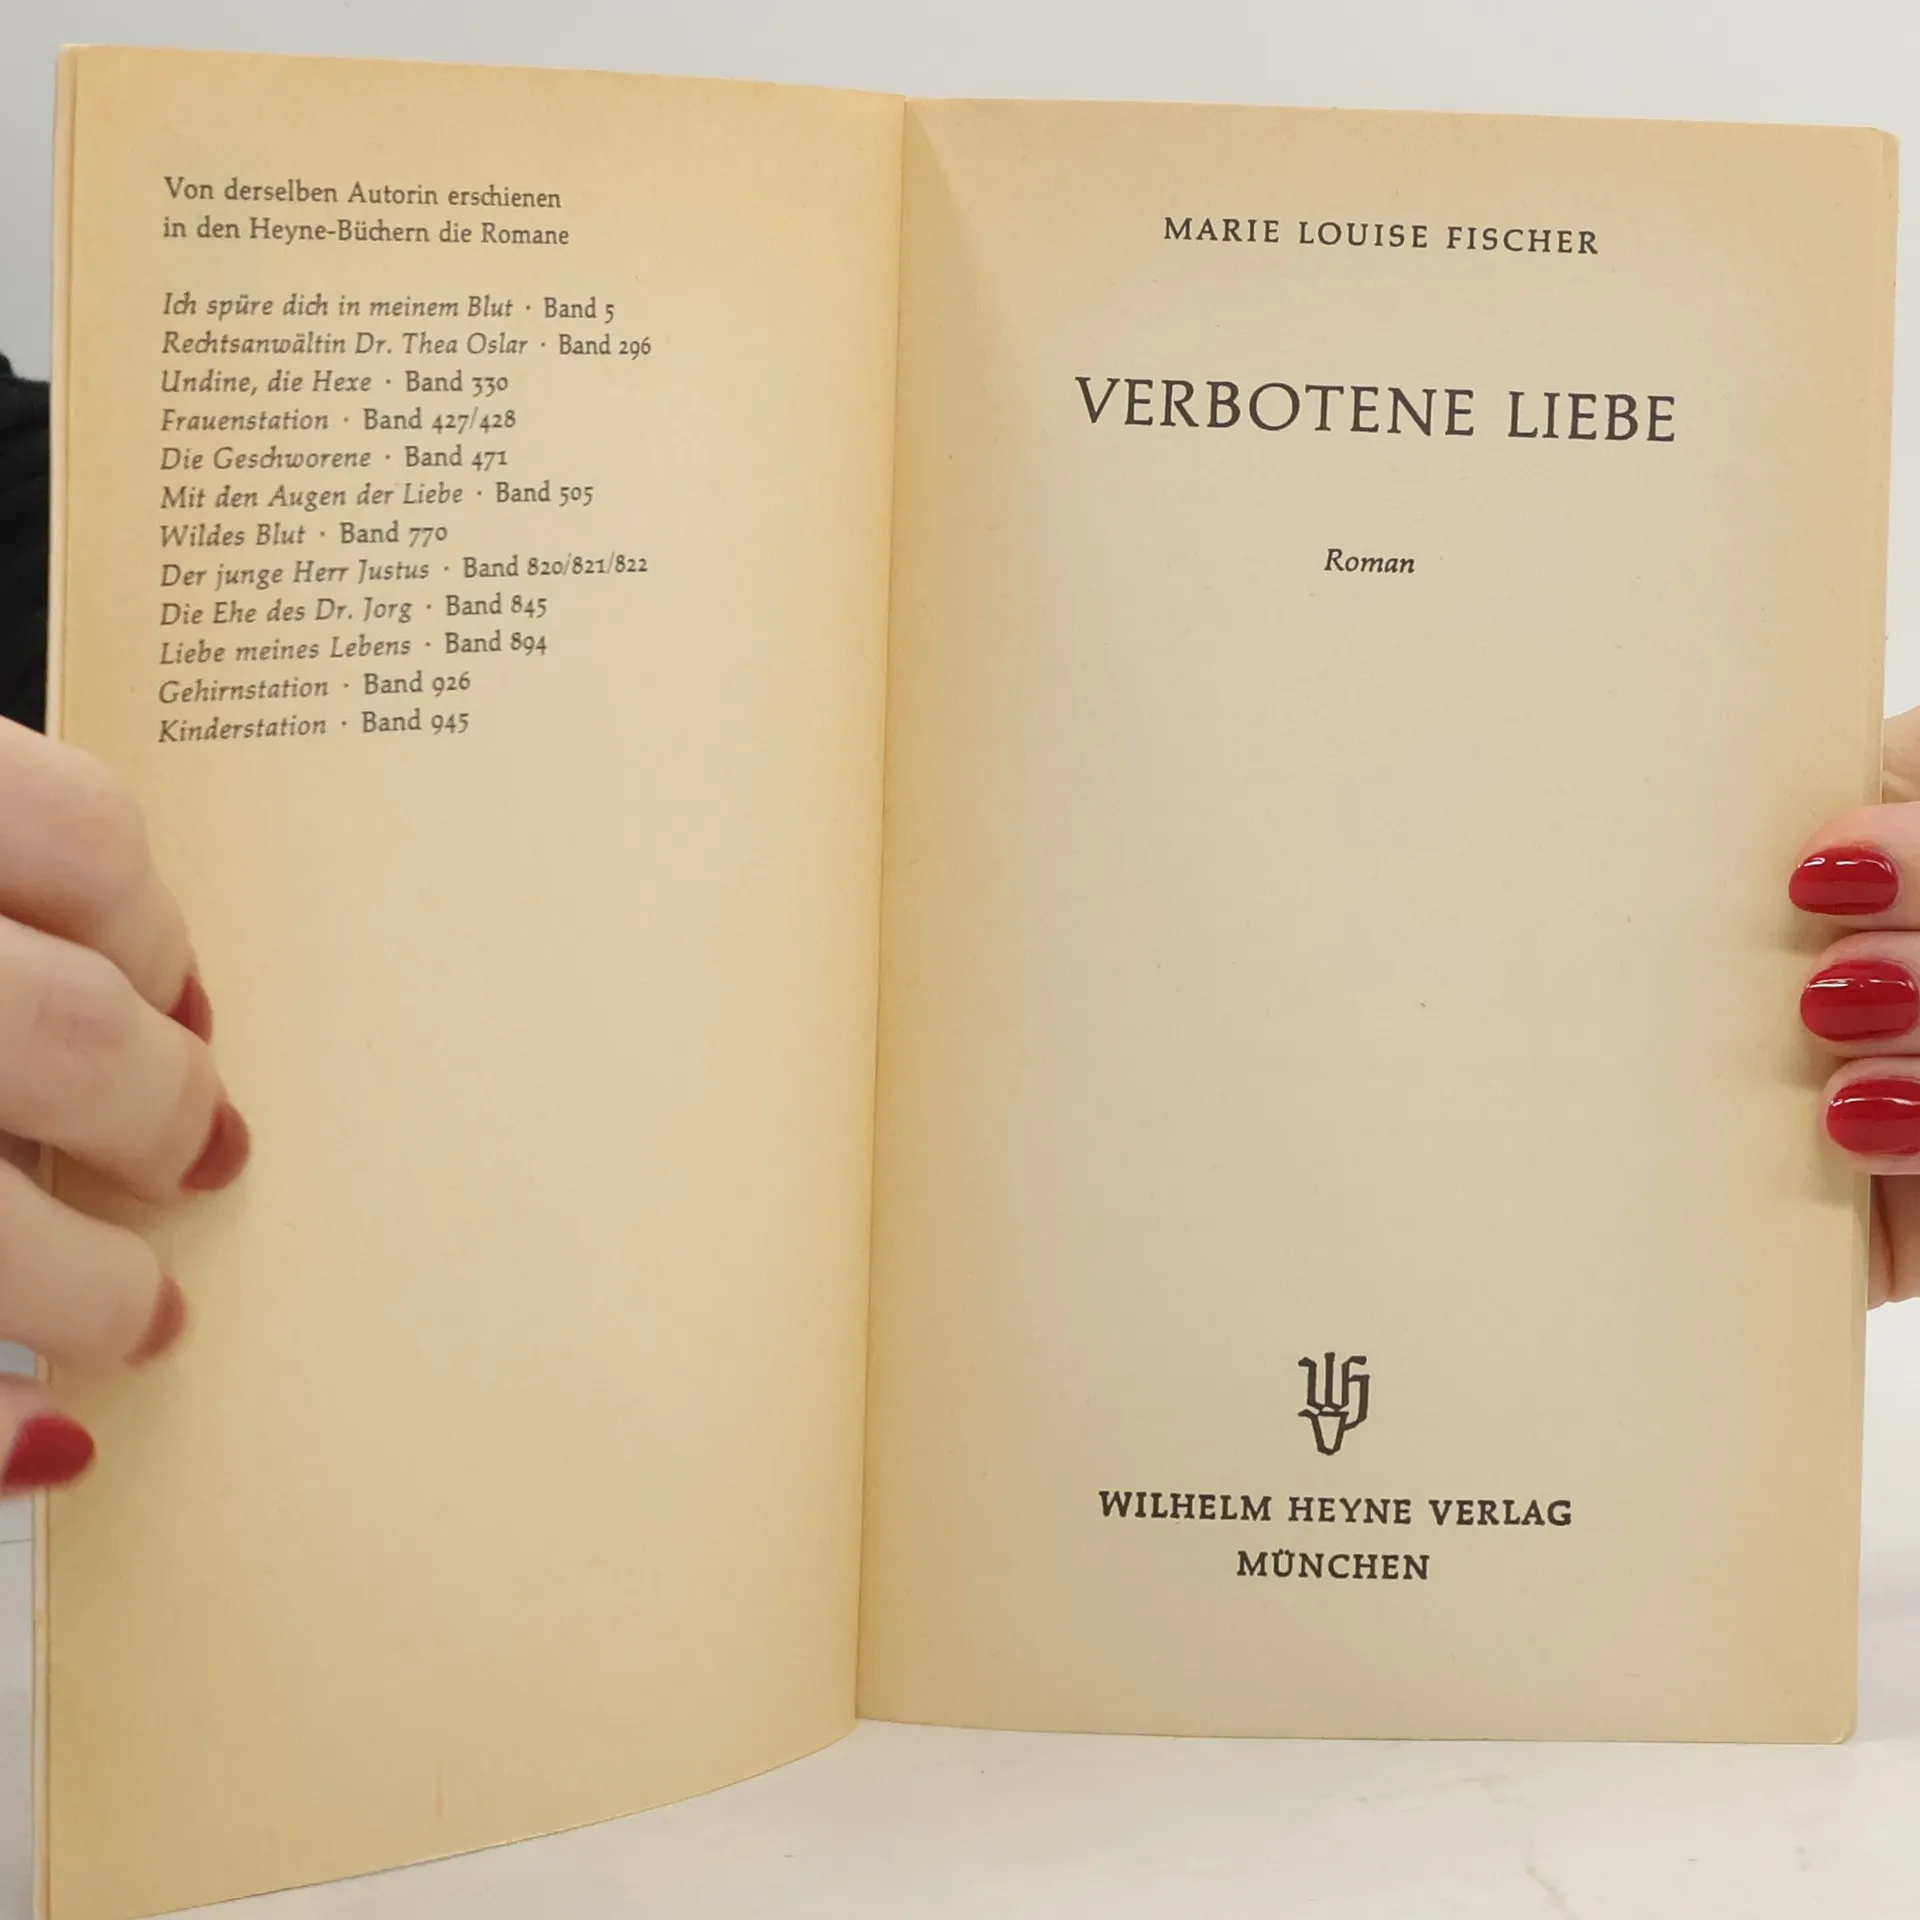 Von derselben Autorin erschienen
in den Heyne-Büchern die Romane
Ich spüre dich in meinem Blut · Band 5
Rechtsanwältin Dr. Thea Oslar · Band 296
Undine, die Hexe · Band 330
Frauenstation · Band 427/428
Die Geschworene · Band 471
Mit den Augen der Liebe · Band 505
Wildes Blut · Band 770
Der junge Herr Justus · Band 820/821/822
Die Ehe des Dr. Jorg · Band 845
Liebe meines Lebens · Band 894
Gehirnstation · Band 926
Kinderstation · Band 945
MARIE LOUISE FISCHER
VERBOTENE LIEBE
Roman
WILHELM HEYNE VERLAG
MÜNCHEN